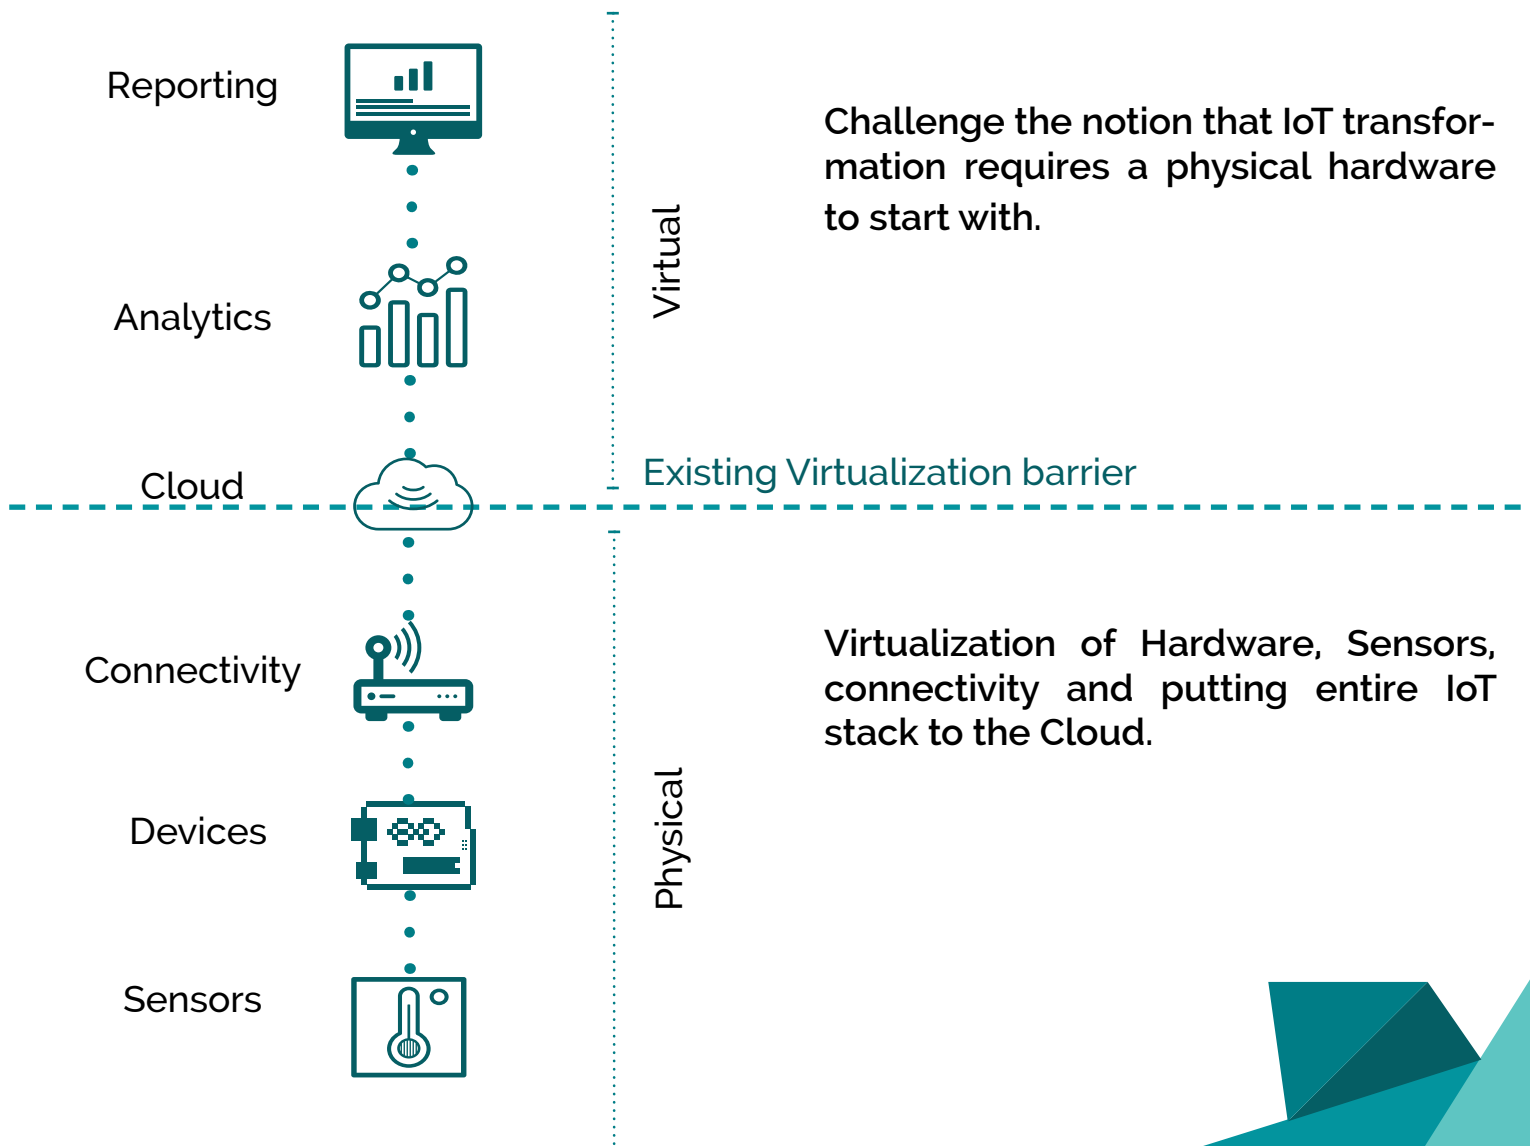 Reporting
Challenge the notion that IoT transfor-
mation requires a physical hardware
to start with.
Virtual
Analytics
Existing Virtualization barrier
Cloud
Connectivity
Virtualization of Hardware, Sensors,
connectivity and putting entire IoT
stack to the Cloud.
Devices
Physical
Sensors